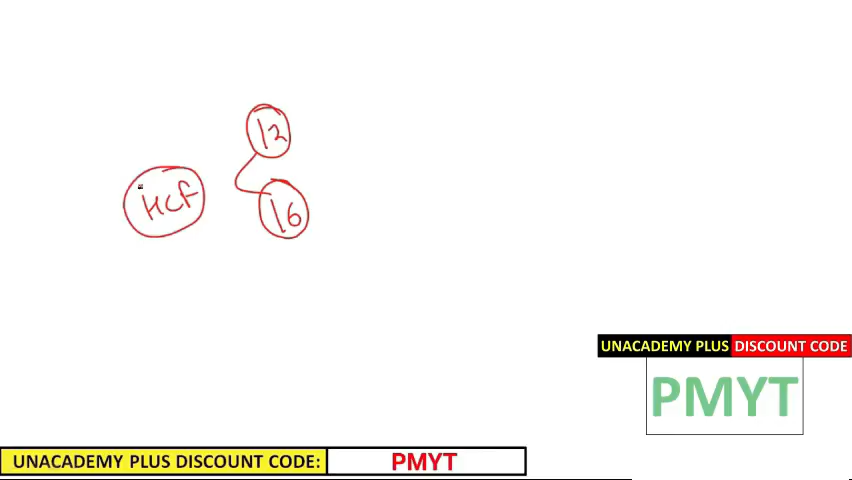 12
HCF
16
UNACADEMY PLUS DISCOUNT CODE
PMYT
UNACADEMY PLUS DISCOUNT CODE: PMYT